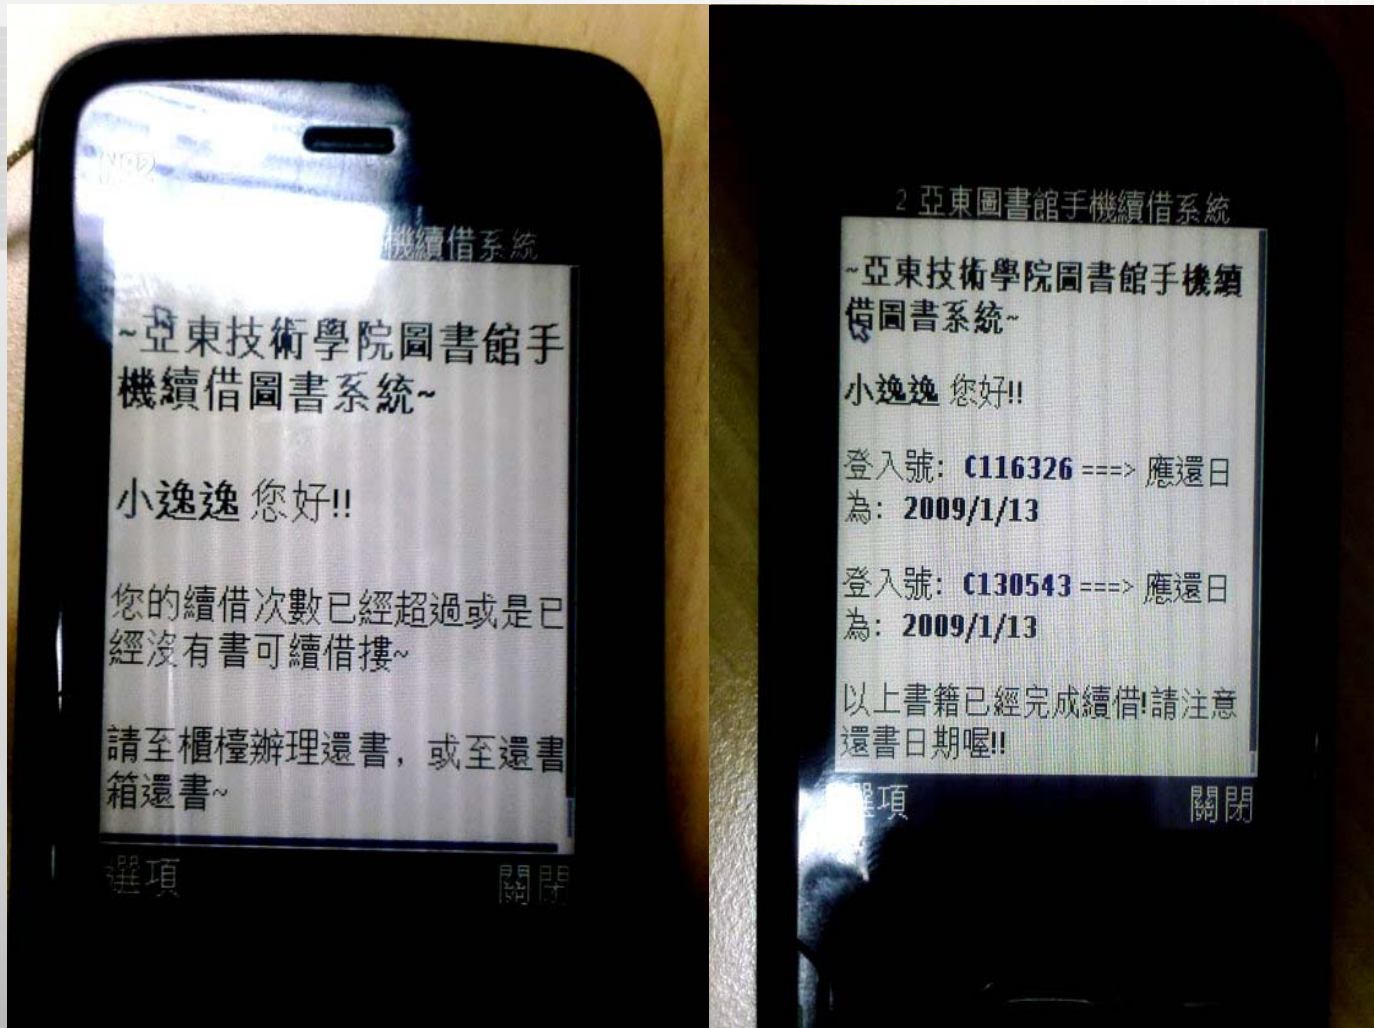 機續借系統
~亞東技術學院圖書館手
機續借圖書系統~
小逸逸 您好!!
您的續借次數已經超過或是已
經沒有書可續借摟~
請至櫃檯辦理還書，或至還書
箱還書~
選項 關閉
2 亞東圖書館手機續借系統
~亞東技術學院圖書館手機續
借圖書系統~
小逸逸 您好!!
登入號: C116326 ===> 應還日
為: 2009/1/13
登入號: C130543 ===> 應還日
為: 2009/1/13
以上書籍已經完成續借!請注意
還書日期喔!!
選項 關閉